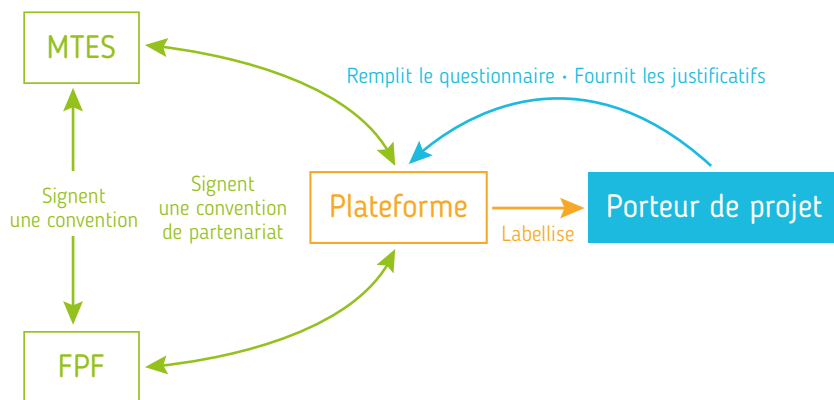 MTES
Remplit le questionnaire · Fournit les justificatifs
Signent
une convention
Signent
une convention
de partenariat
Plateforme
Labellise
Porteur de projet
FPF